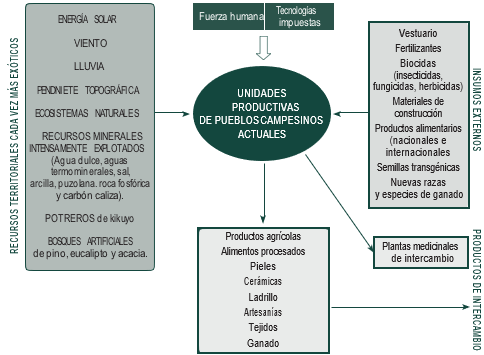 RECURSOS TERRITORIALES CADA VEZ MÁS EXÓTICOS
ENERGÍA SOLAR
VIENTO
LLUVIA
PENDNIETE TOPOGRÁFICA
ECOSISTEMAS NATURALES
RECURSOS MINERALES
INTENSAMENTE EXPLOTADOS
(Agua dulce, aguas
termominerales, sal,
arcilla, puzolana. roca fosfórica
y carbón caliza).
POTREROS de kikuyo
BOSQUES ARTIFICIALES
de pino, eucalipto y acacia.
Fuerza humana
Tecnologías
impuestas
UNIDADES
PRODUCTIVAS
DE PUEBLOS CAMPESINOS
ACTUALES
Vestuario
Fertilizantes
Biocidas
(insecticidas,
fungicidas, herbicidas)
Materiales de
construcción
Productos alimentarios
(nacionales e
internacionales
Semillas transgénicas
Nuevas razas
y especies de ganado
INSUMOS EXTERNOS
Productos agrícolas
Alimentos procesados
Pieles
Cerámicas
Ladrillo
Artesanías
Tejidos
Ganado
Plantas medicinales
de intercambio
PRODUCTOS DE INTERCAMBIO